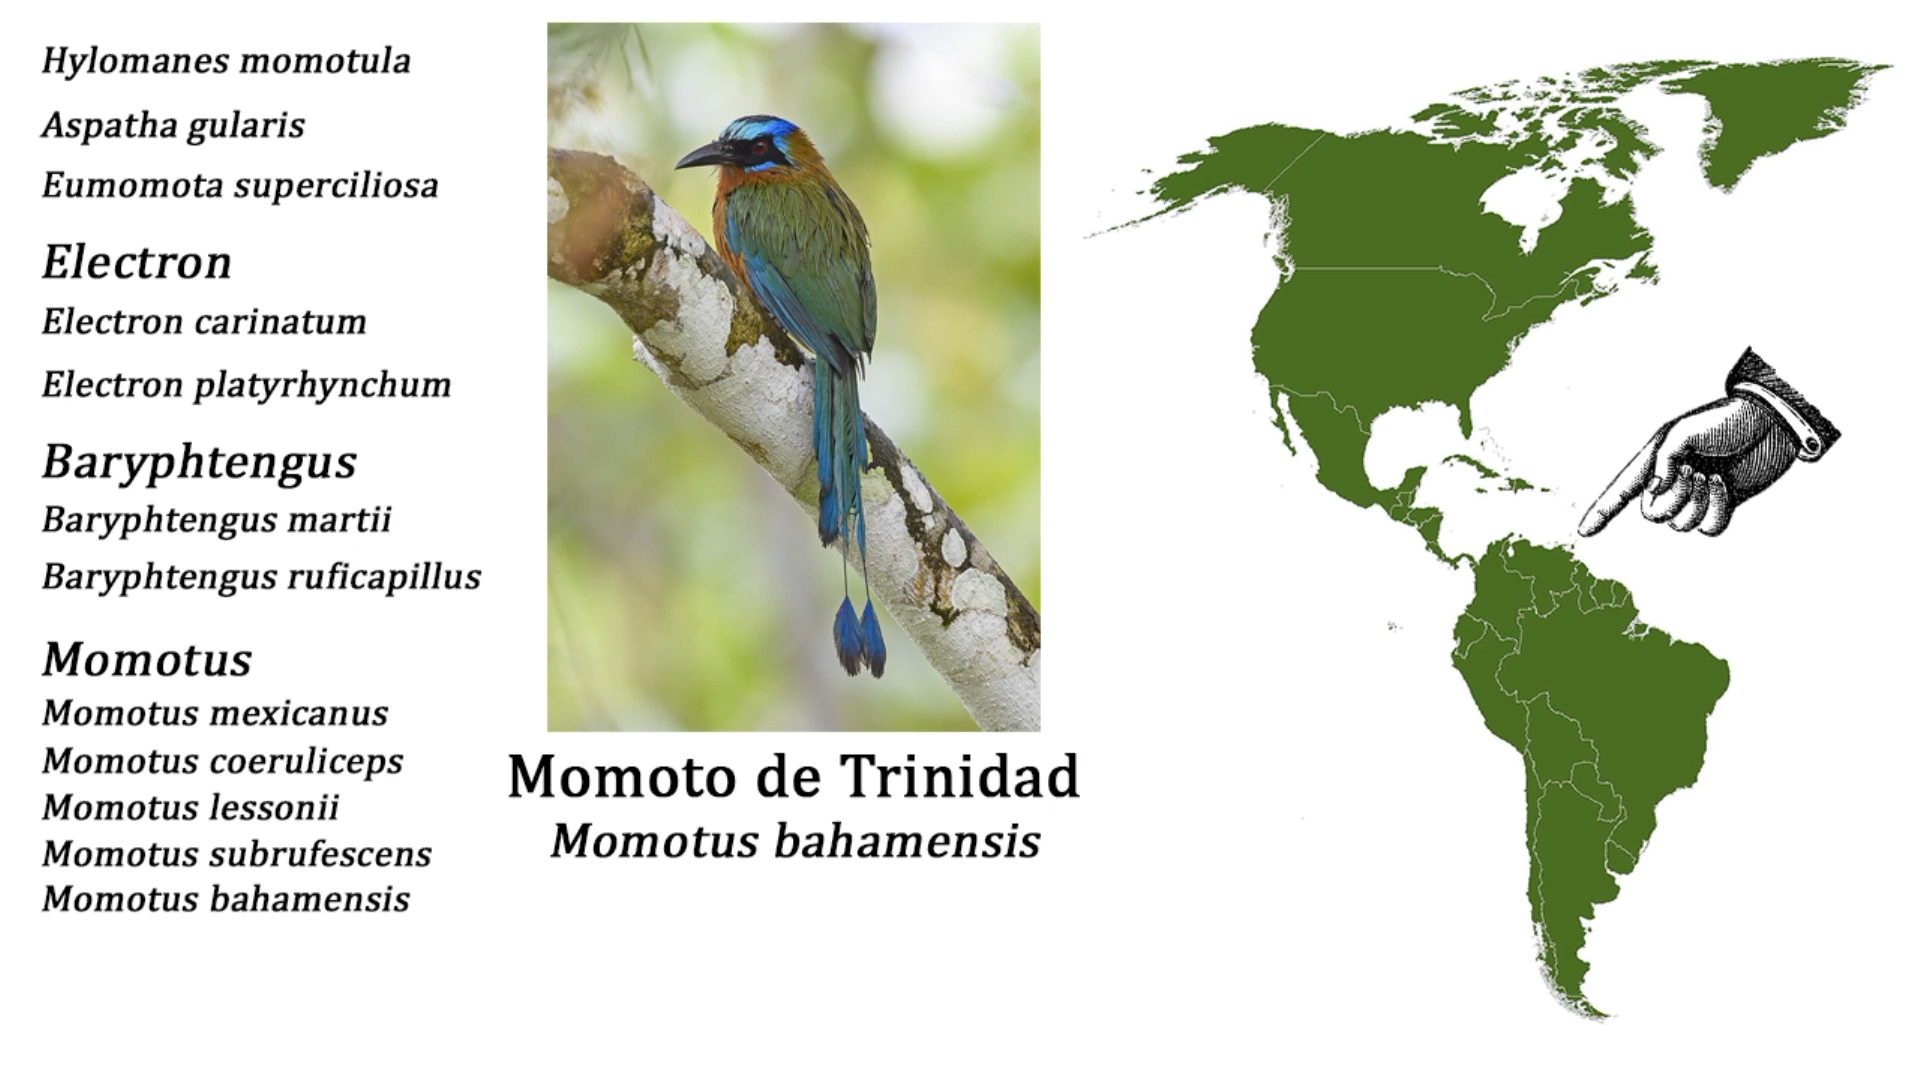 Hylomanes momotula
Aspatha gularis
Eumomota superciliosa
Electron
Electron carinatum
Electron platyrhynchum
Baryphtengus
Baryphtengus martii
Baryphtengus ruficapillus
Momotus
Momotus mexicanus
Momotus coeruliceps
Momotus lessonii
Momotus subrufescens
Momotus bahamensis
Momoto de Trinidad
Momotus bahamensis